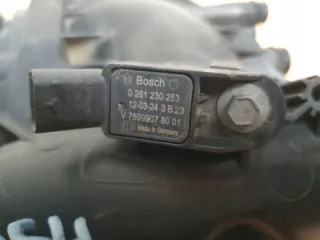 Bosch
0 261 230 253
12-03-24 3 B 23
V 7599907 80 01
Made in Germany